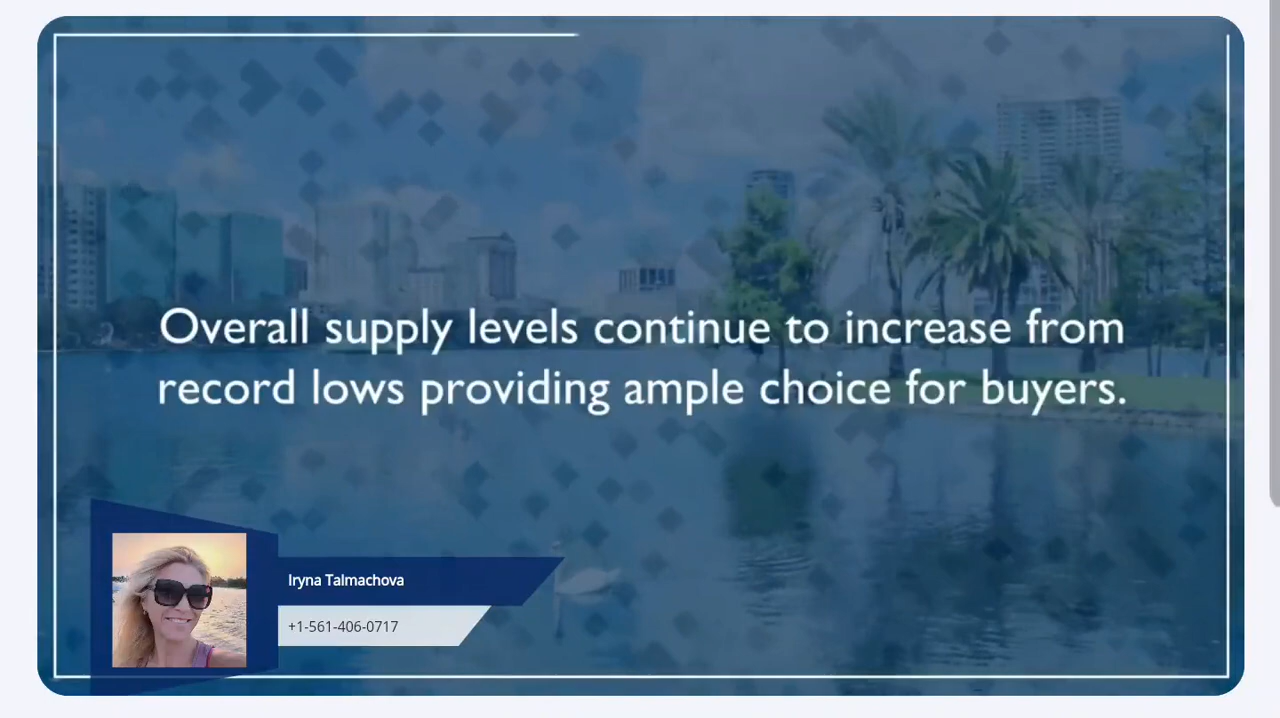 Overall supply levels continue to increase from
record lows providing ample choice for buyers.
Iryna Talmachova
+1-561-406-0717